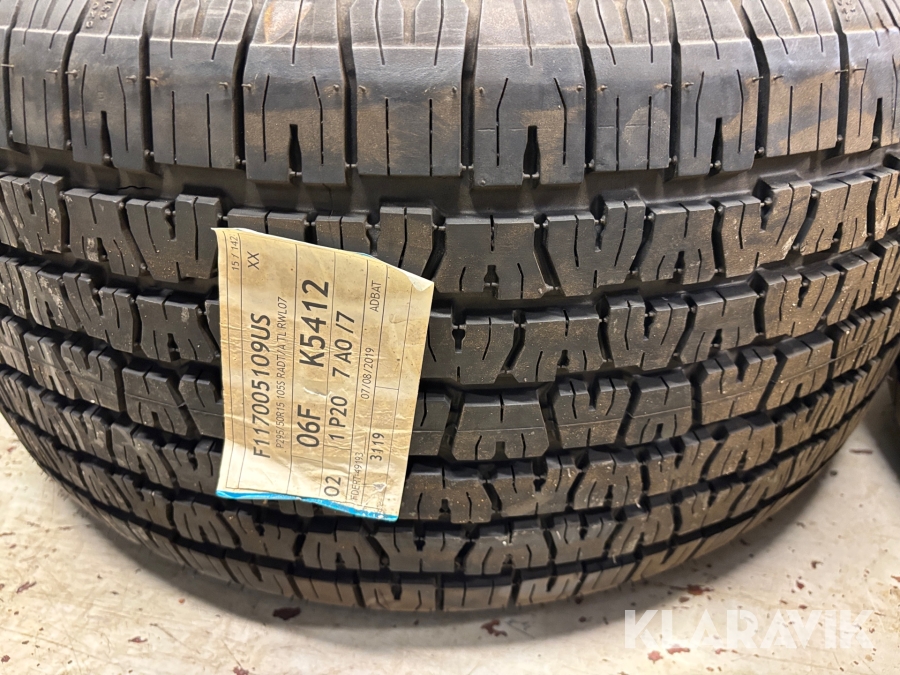 15 / 142
XX
F117005109US
P295/50R15 105S RADT/A TL RWL07
06F K5412
02 1 P20 7 A0 /7
07/08/2019
ADBAT
3119
KLARAVIK